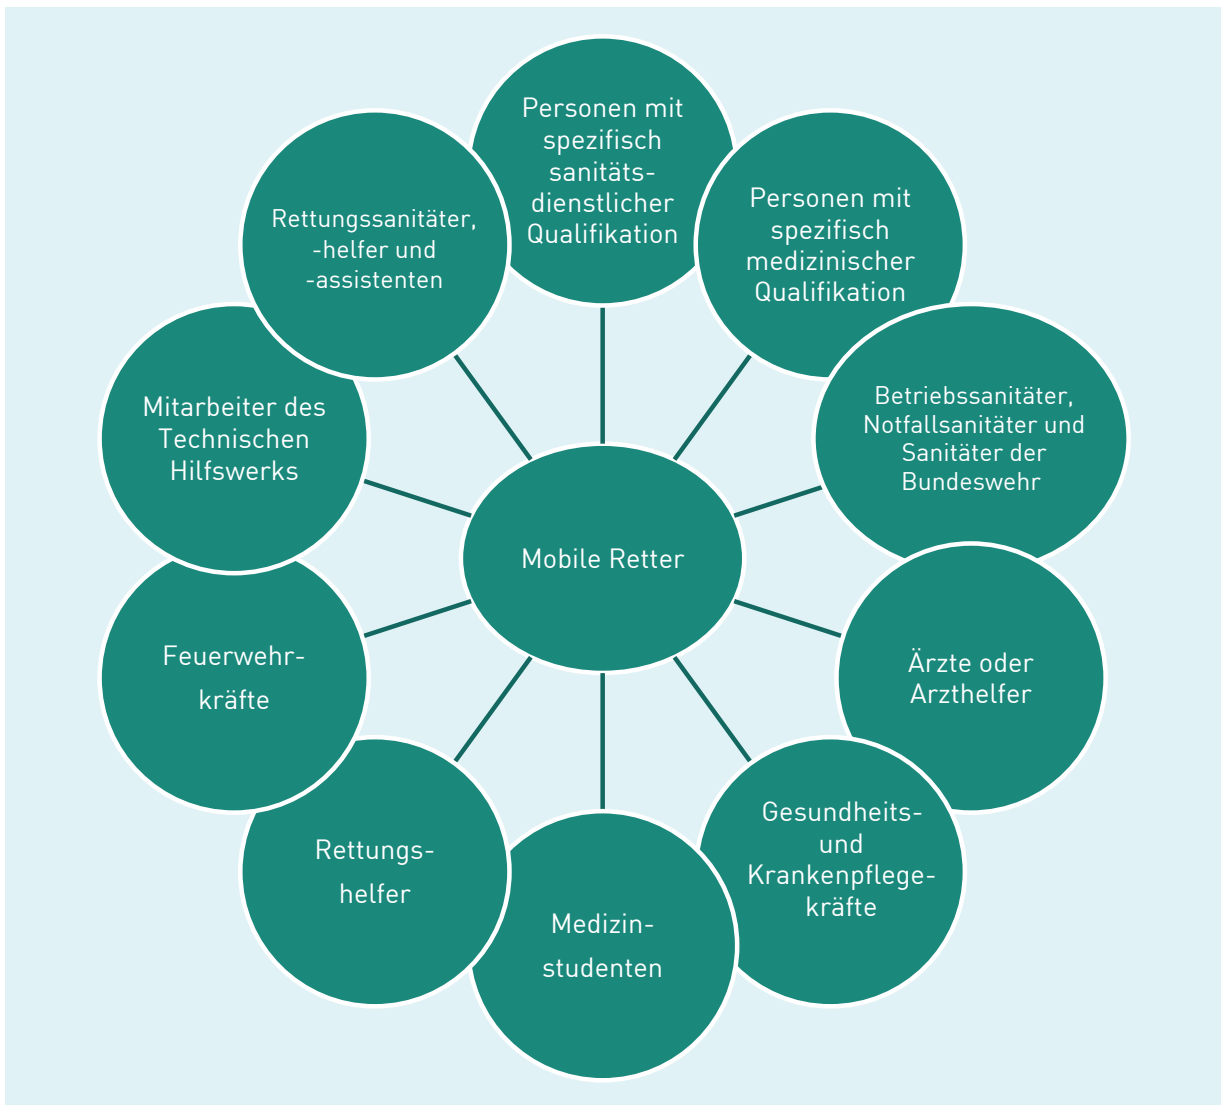 Personen mit
spezifisch
sanitäts-
dienstlicher
Qualifikation
Personen mit
spezifisch
medizinischer
Qualifikation
Betriebssanitäter,
Notfallsanitäter und
Sanitäter der
Bundeswehr
Ärzte oder
Arzthelfer
Gesundheits-
und
Krankenpflege-
kräfte
Medizin-
studenten
Rettungs-
helfer
Feuerwehr-
kräfte
Mitarbeiter des
Technischen
Hilfswerks
Rettungssanitäter,
-helfer und
-assistenten
Mobile Retter